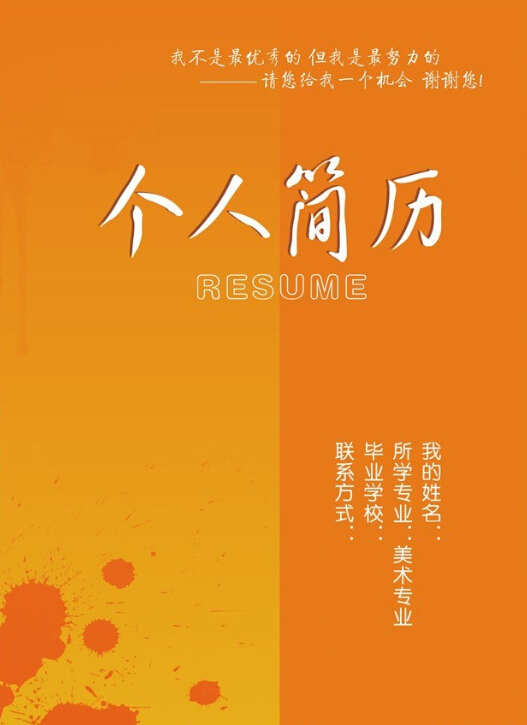 我不是最优秀的 但我是最努力的
———请您给我一个机会 谢谢您!
个人简历
RESUME
我的姓名：
所学专业：美术专业
毕业学校：
联系方式：